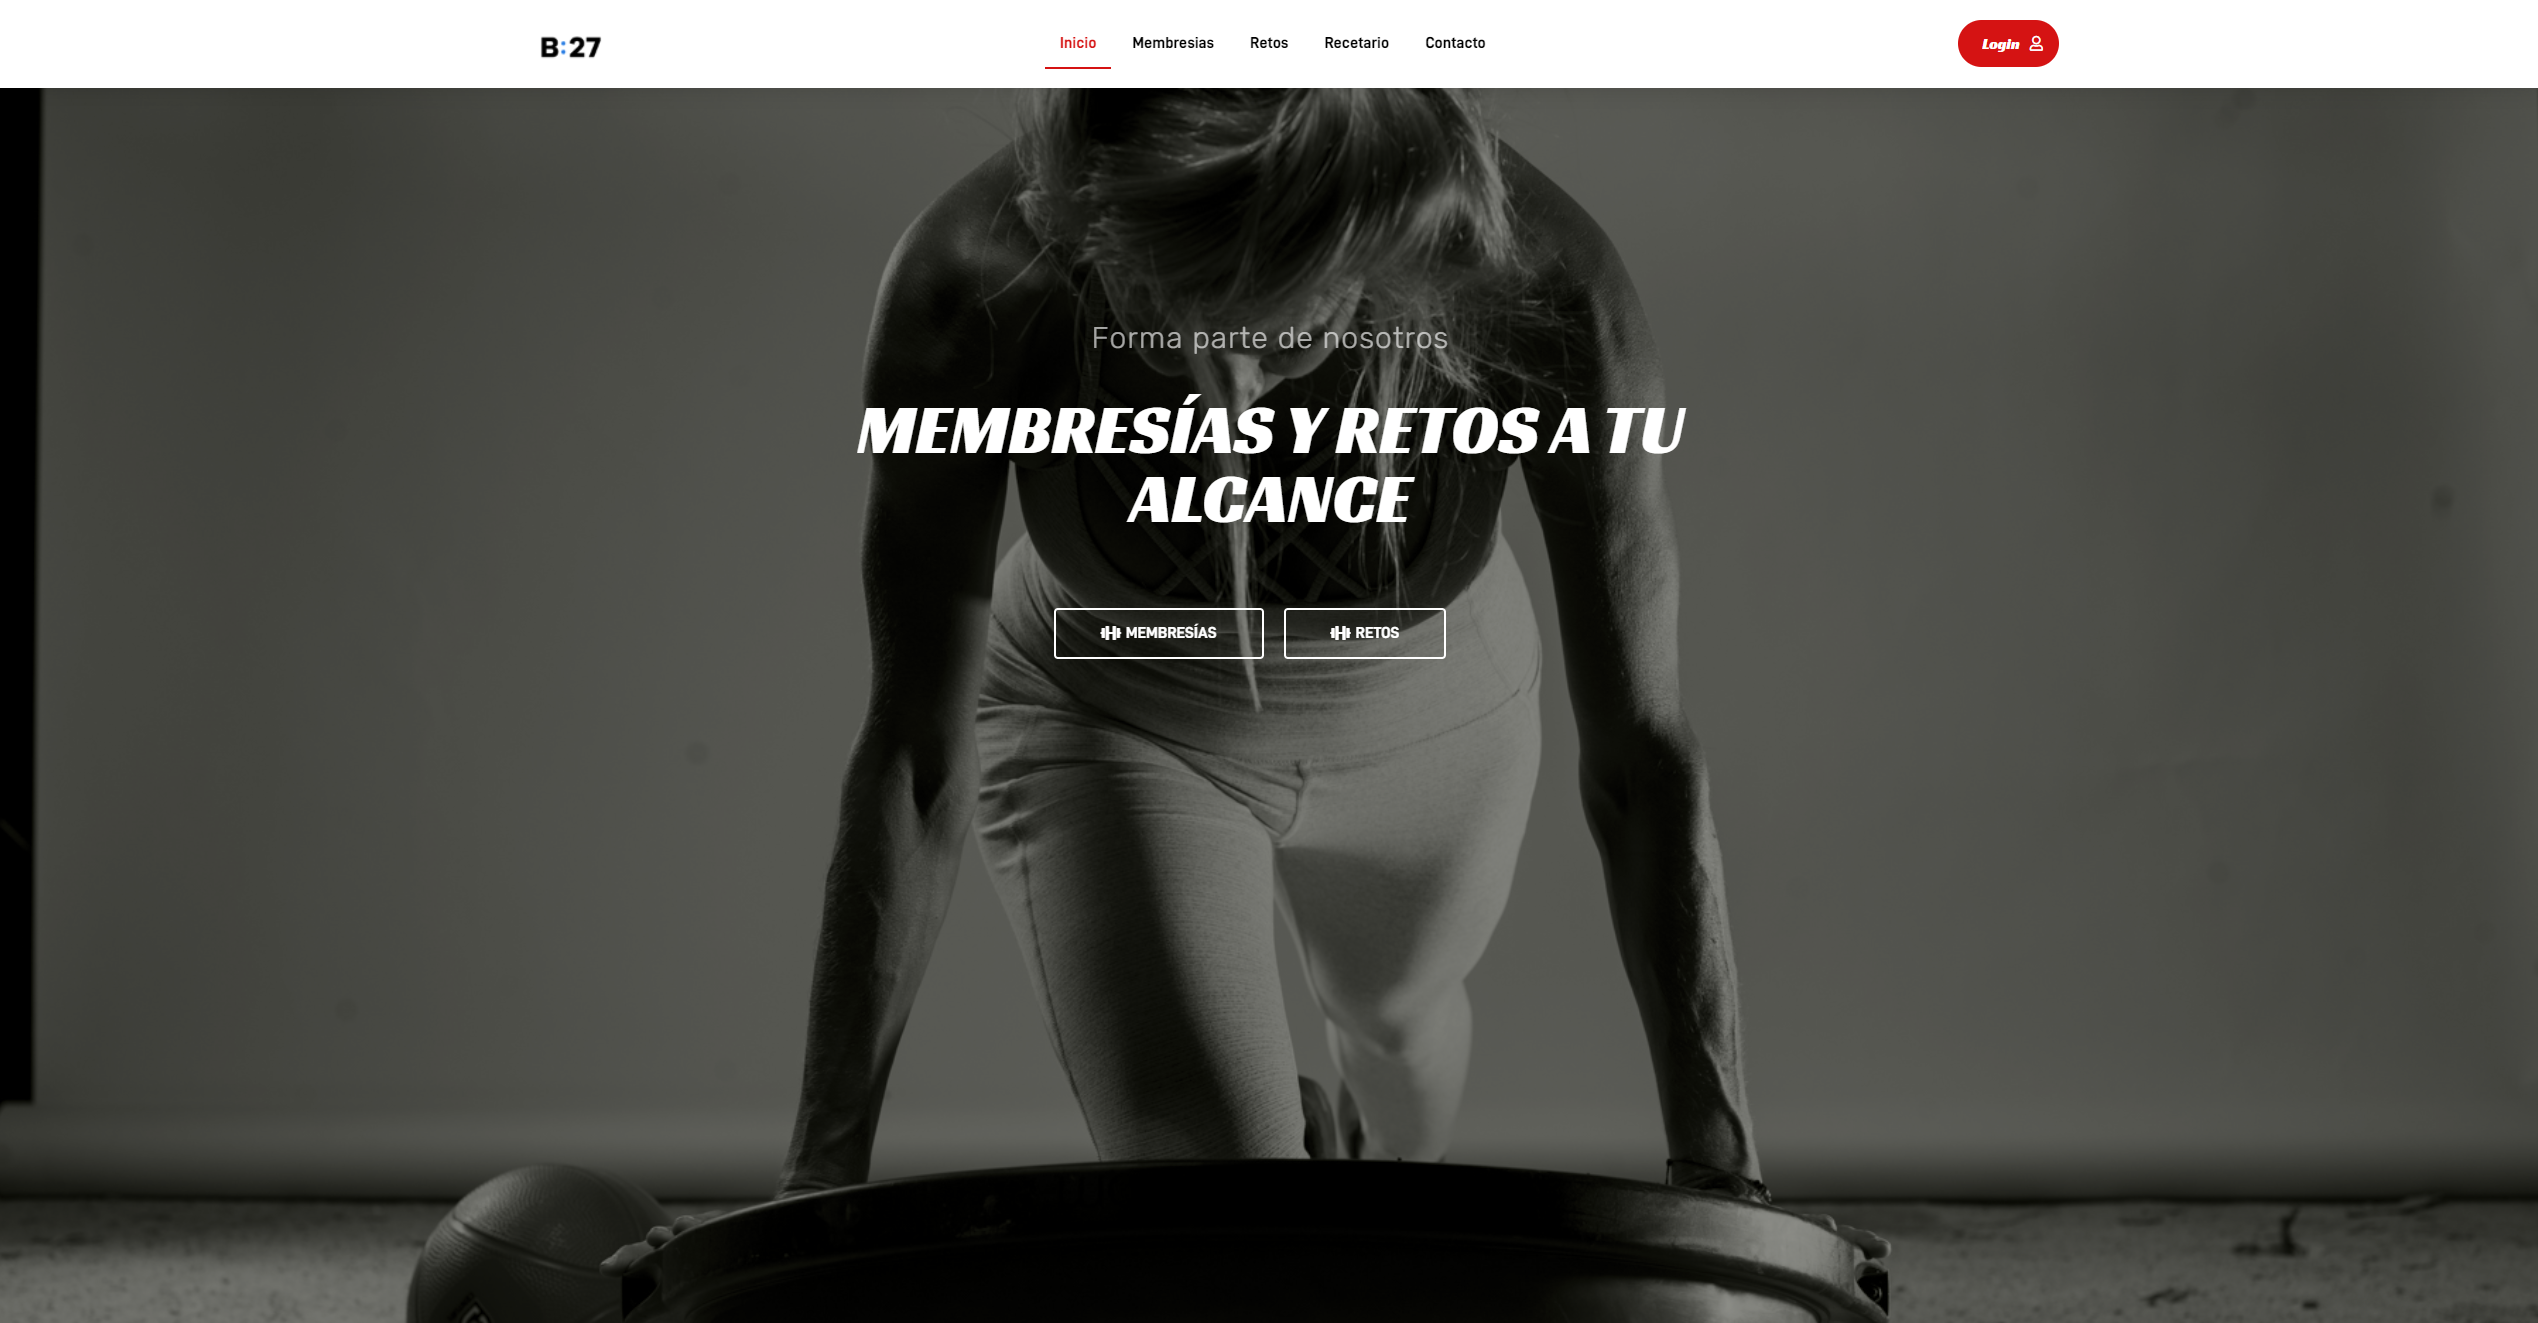 B:27
Inicio
Membresias
Retos
Recetario
Contacto
Login
Forma parte de nosotros
MEMBRESÍAS Y RETOS A TU
ALCANCE
MEMBRESÍAS
RETOS